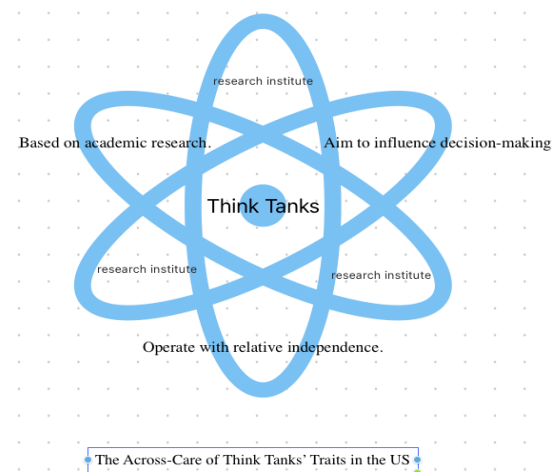 research institute
Based on academic research.
Aim to influence decision-making
Think Tanks
research institute
research institute
Operate with relative independence.
The Across-Care of Think Tanks’ Traits in the US